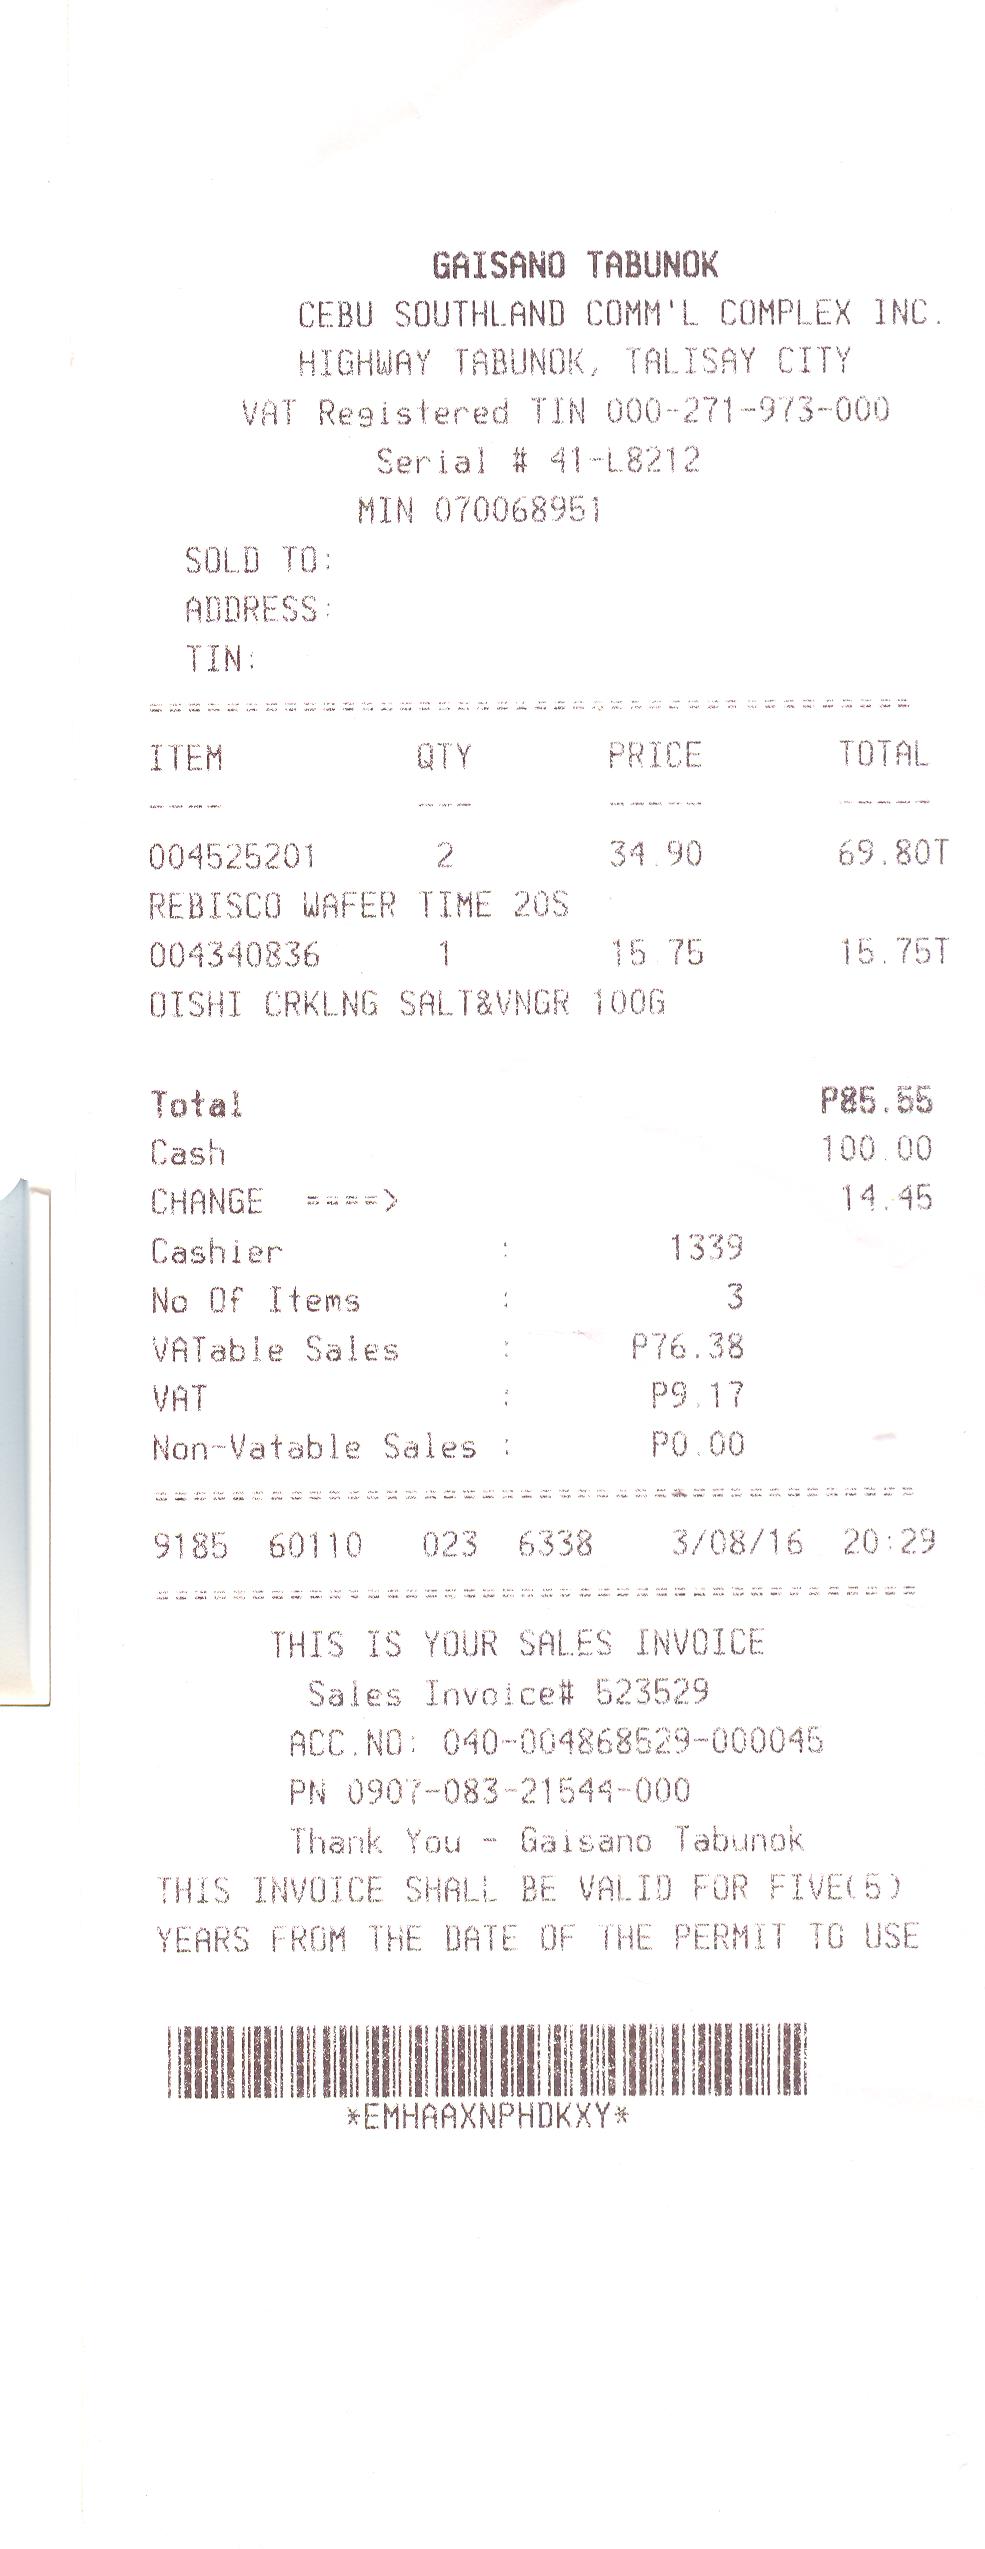 GAISANO TABUNOK
CEBU SOUTHLAND COMM'L COMPLEX INC.
HIGHWAY TABUNOK, TALISAY CITY
VAT Registered TIN 000-271-973-000
Serial # 41-L8212
MIN 070068951
SOLD TO:
ADDRESS:
TIN:
ITEM QTY PRICE TOTAL
004525201 2 34.90 69.80T
REBISCO WAFER TIME 20S
004340836 1 15.75 15.75T
OISHI CRKLNG SALT&VNGR 100G
Total P85.55
Cash 100.00
CHANGE ====> 14.45
Cashier : 1339
No Of Items : 3
VATable Sales : P76.38
VAT : P9.17
Non-Vatable Sales : P0.00
9185 60110 023 6338 3/08/16 20:29
THIS IS YOUR SALES INVOICE
Sales Invoice# 523529
ACC.NO: 040-004868529-000045
PN 0907-083-21544-000
Thank You - Gaisano Tabunok
THIS INVOICE SHALL BE VALID FOR FIVE(5)
YEARS FROM THE DATE OF THE PERMIT TO USE
*EMHAAXNPHDKXY*